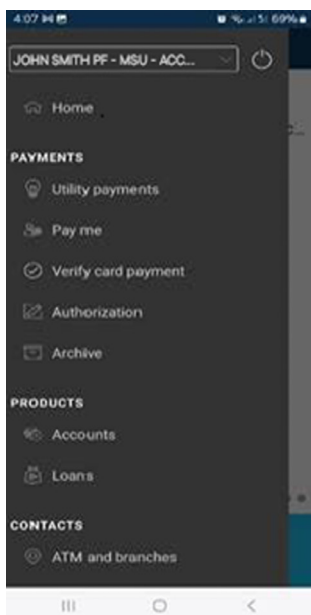 4:07
69%
JOHN SMITH PF - MSU - ACC...
Home
PAYMENTS
Utility payments
Pay me
Verify card payment
Authorization
Archive
PRODUCTS
Accounts
Loans
CONTACTS
ATM and branches